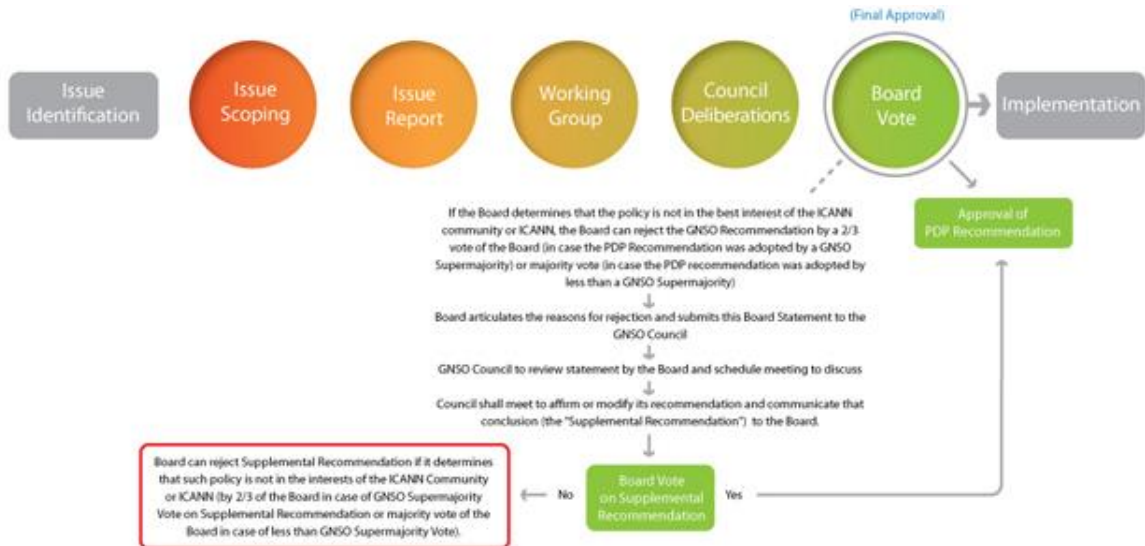 (Final Approval)
Issue
Identification
Issue
Scoping
Issue
Report
Working
Group
Council
Deliberations
Board
Vote
Implementation
If the Board determines that the policy is not in the best interest of the ICANN
community or ICANN, the Board can reject the GNSO Recommendation by a 2/3
vote of the Board (in case the PDP Recommendation was adopted by a GNSO
Supermajority) or majority vote (in case the PDP recommendation was adopted by
less than a GNSO Supermajority)
Approval of
PDP Recommendation
Board articulates the reasons for rejection and submits this Board Statement to the
GNSO Council
GNSO Council to review statement by the Board and schedule meeting to discuss
Council shall meet to affirm or modify its recommendation and communicate that
conclusion (the "Supplemental Recommendation") to the Board.
Board can reject Supplemental Recommendation if it determines
that such policy is not in the interests of the ICANN Community
or ICANN (by 2/3 of the Board in case of GNSO Supermajority
Vote on Supplemental Recommendation or majority vote of the
Board in case of less than GNSO Supermajority Vote).
No
Board Vote
on Supplemental
Recommendation
Yes